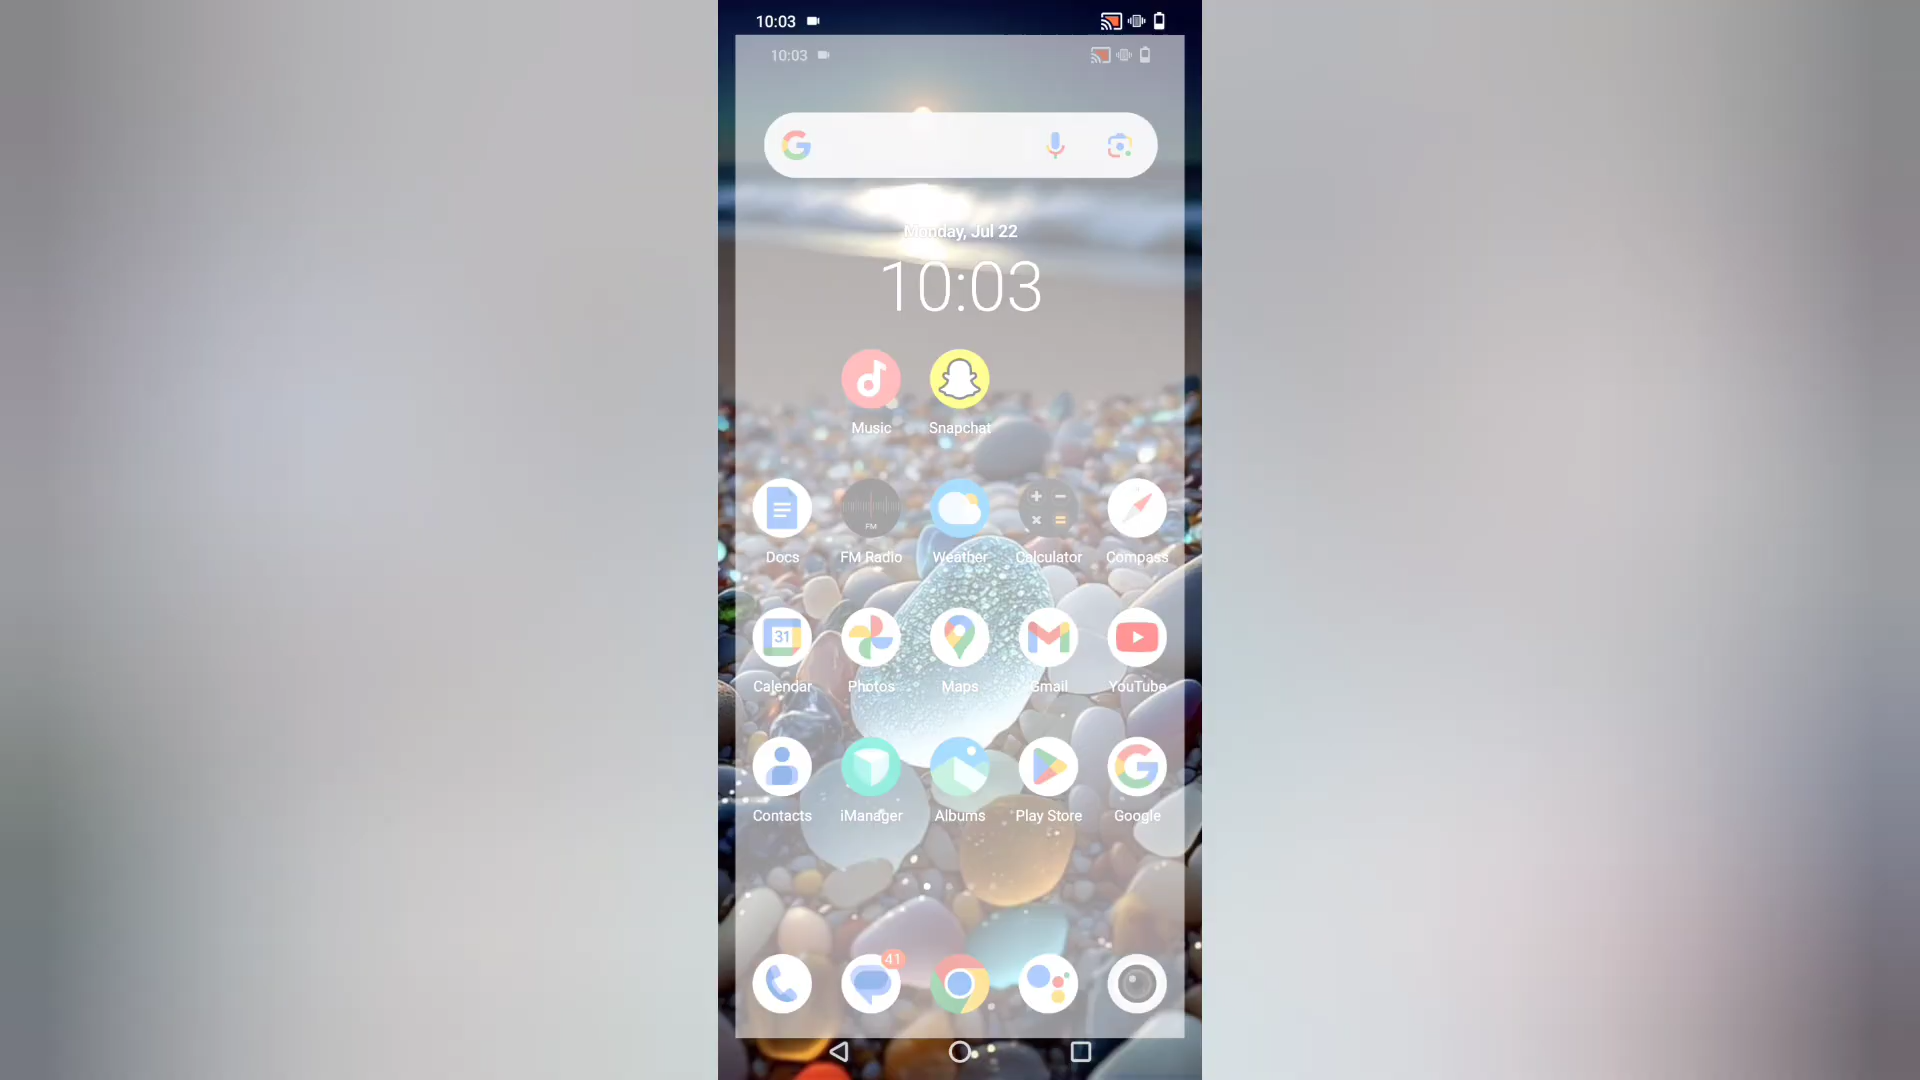 10:03
10:03
Monday, Jul 22
10:03
Music Snapchat
FM
Docs FM Radio Weather Calculator Compass
31
Calendar Photos Maps Gmail YouTube
Contacts iManager Albums Play Store Google
41